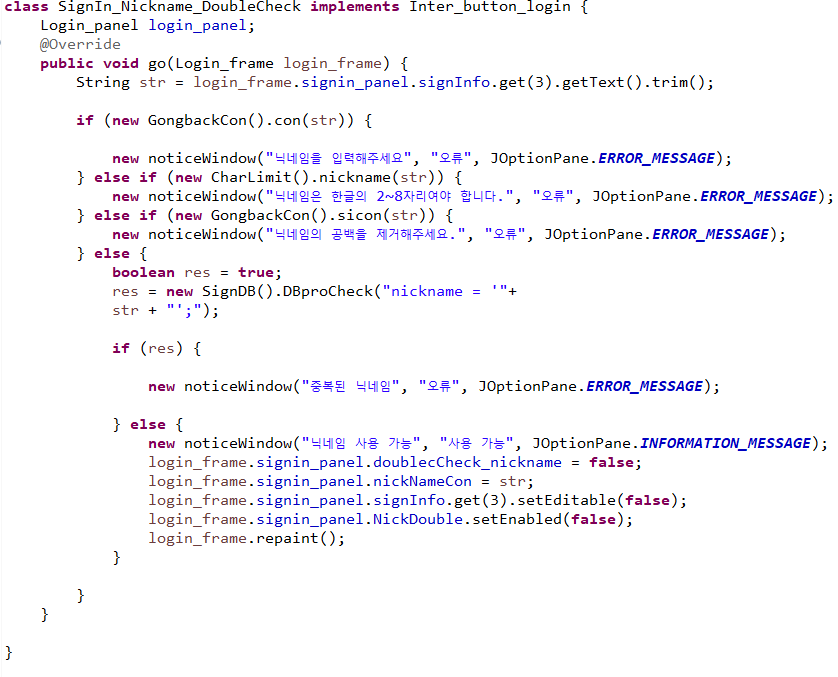 class SignIn_Nickname_DoubleCheck implements Inter_button_login {
Login_panel login_panel;
@Override
public void go(Login_frame login_frame) {
String str = login_frame.signin_panel.signInfo.get(3).getText().trim();
if (new GongbackCon().con(str)) {
new noticeWindow("닉네임을 입력해주세요", "오류", JOptionPane.ERROR_MESSAGE);
} else if (new CharLimit().nickname(str)) {
new noticeWindow("닉네임은 한글의 2~8자리여야 합니다.", "오류", JOptionPane.ERROR_MESSAGE);
} else if (new GongbackCon().sicon(str)) {
new noticeWindow("닉네임의 공백을 제거해주세요.", "오류", JOptionPane.ERROR_MESSAGE);
} else {
boolean res = true;
res = new SignDB().DBproCheck("nickname = '"+
str + "';");
if (res) {
new noticeWindow("중복된 닉네임", "오류", JOptionPane.ERROR_MESSAGE);
} else {
new noticeWindow("닉네임 사용 가능", "사용 가능", JOptionPane.INFORMATION_MESSAGE);
login_frame.signin_panel.doublecCheck_nickname = false;
login_frame.signin_panel.nickNameCon = str;
login_frame.signin_panel.signInfo.get(3).setEditable(false);
login_frame.signin_panel.NickDouble.setEnabled(false);
login_frame.repaint();
}
}
}
}